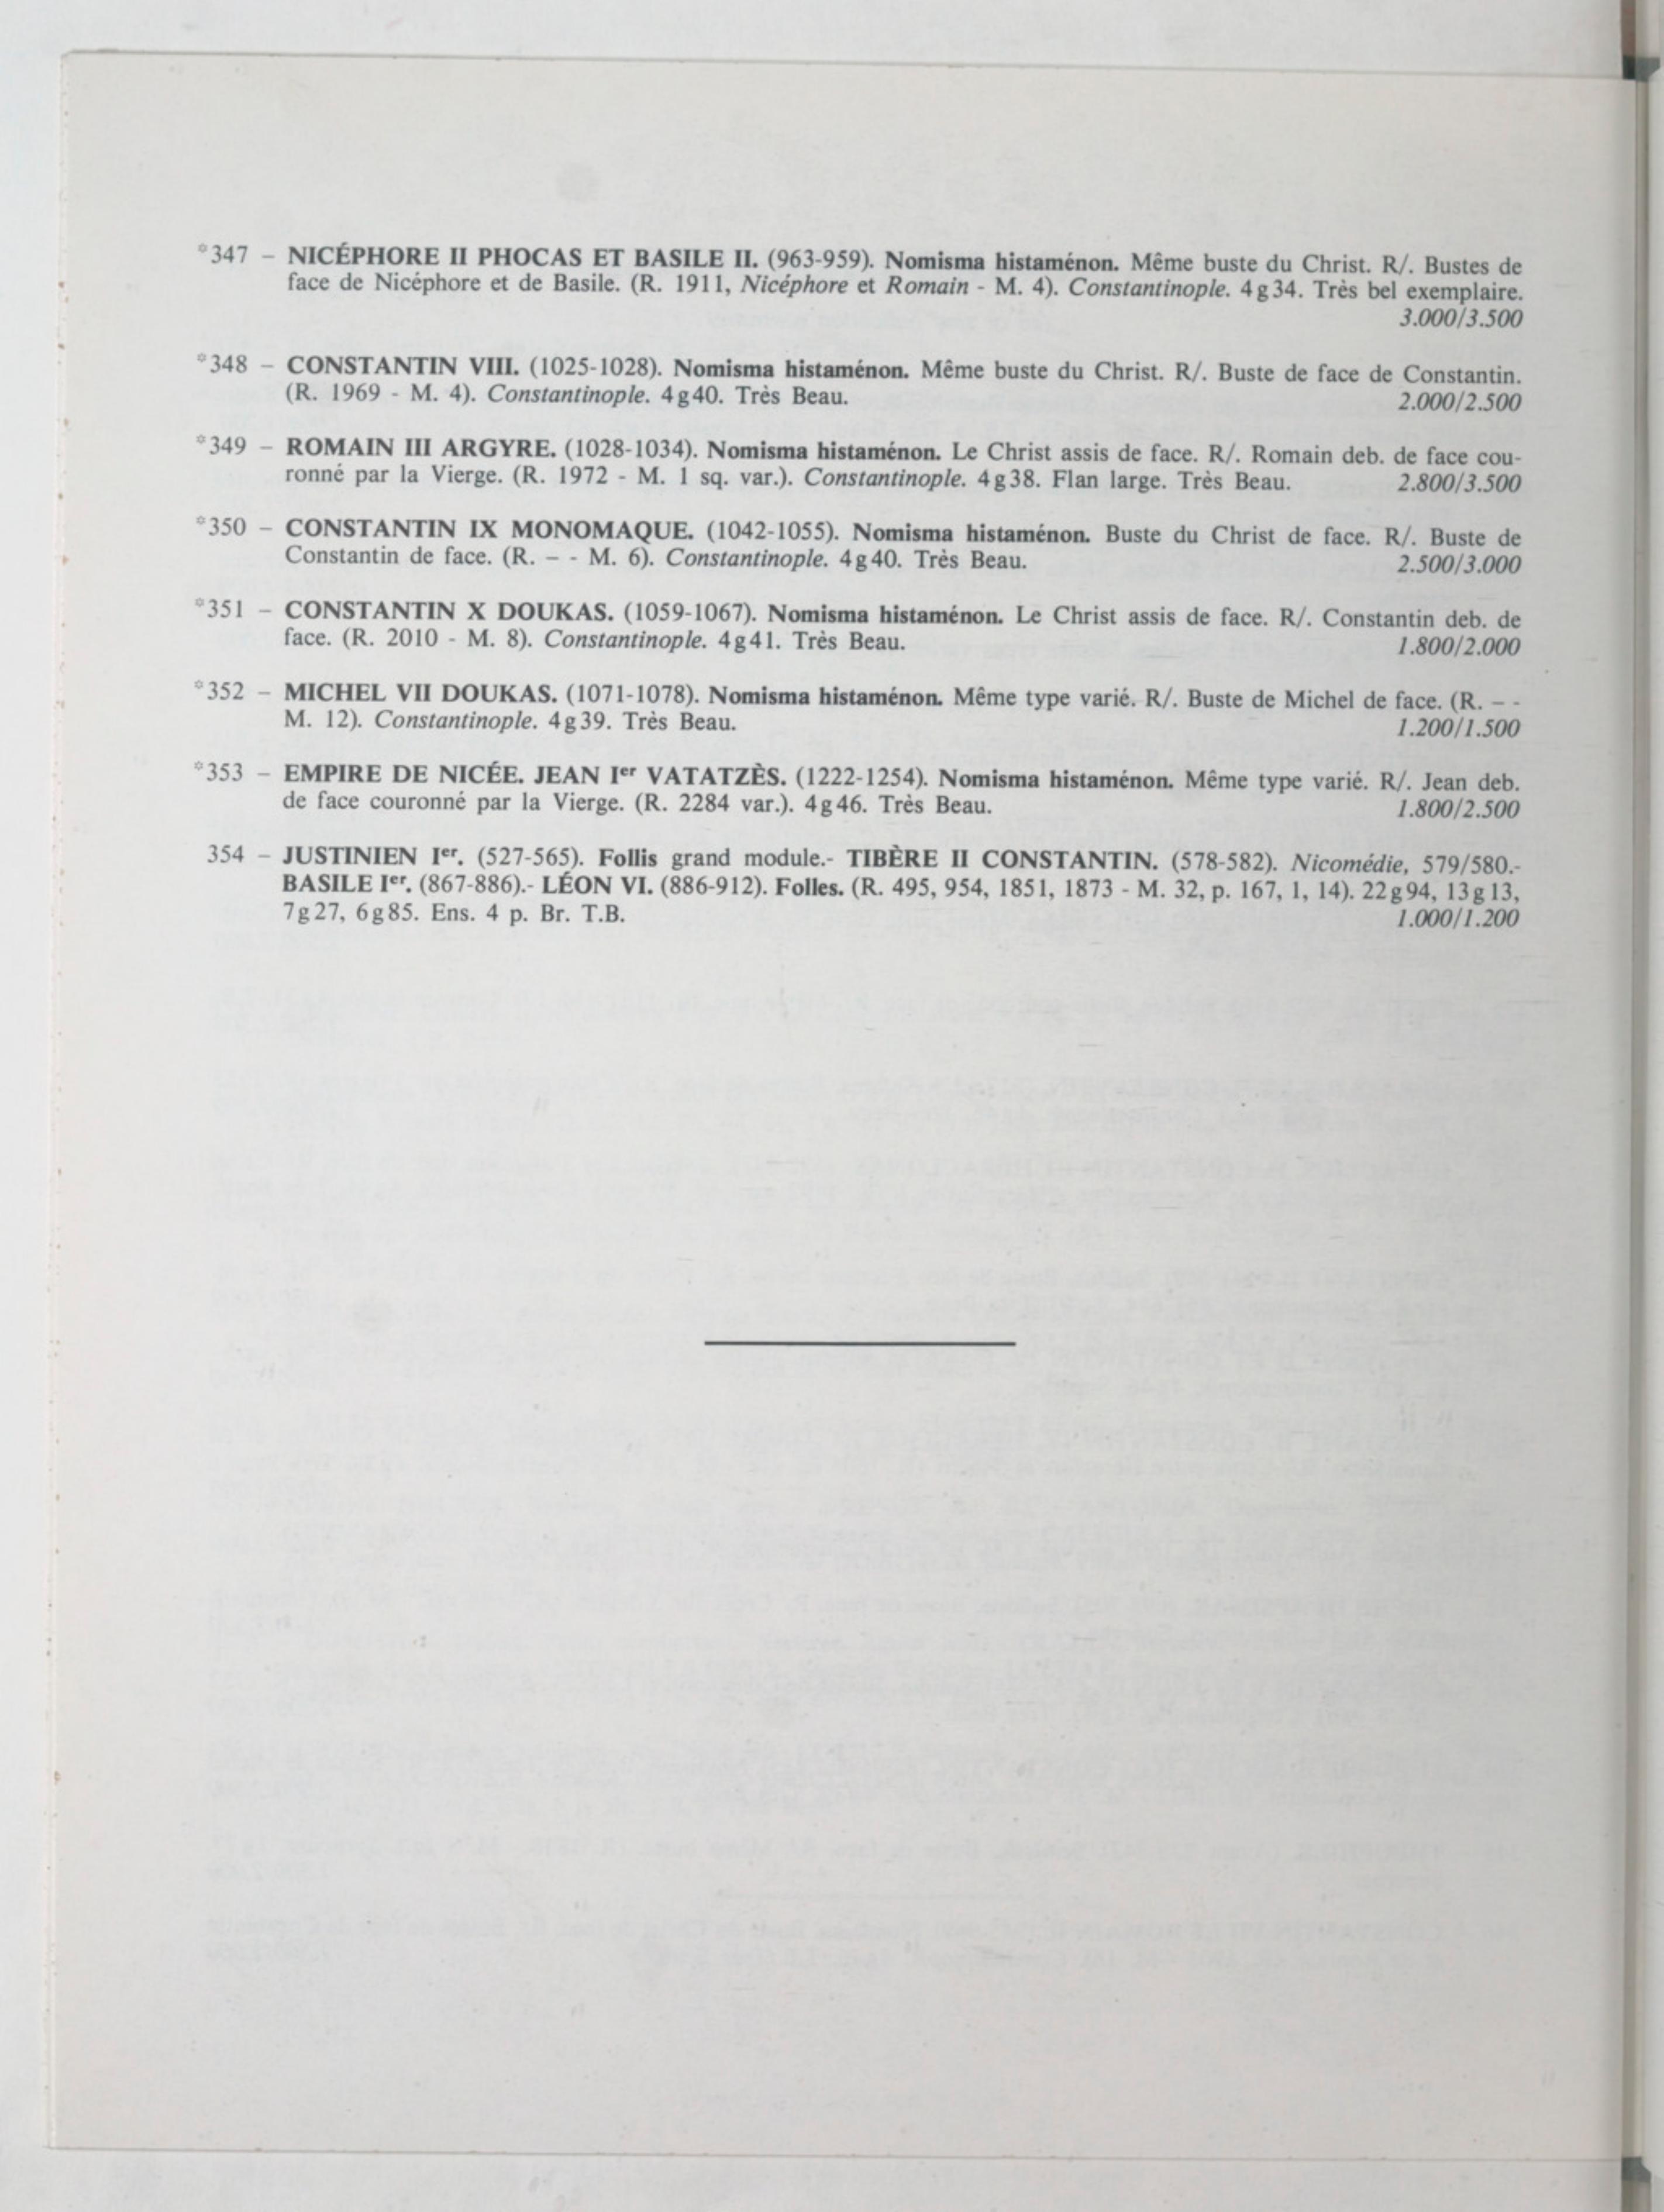 *347 – NICÉPHORE II PHOCAS ET BASILE II. (963-959). Nomisma histaménon. Même buste du Christ. R/. Bustes de
face de Nicéphore et de Basile. (R. 1911, Nicéphore et Romain - M. 4). Constantinople. 4g34. Très bel exemplaire.
3.000/3.500
*348 – CONSTANTIN VIII. (1025-1028). Nomisma histaménon. Même buste du Christ. R/. Buste de face de Constantin.
(R. 1969 - M. 4). Constantinople. 4g40. Très Beau. 2.000/2.500
*349 – ROMAIN III ARGYRE. (1028-1034). Nomisma histaménon. Le Christ assis de face. R/. Romain deb. de face cou-
ronné par la Vierge. (R. 1972 - M. 1 sq. var.). Constantinople. 4g38. Flan large. Très Beau. 2.800/3.500
*350 – CONSTANTIN IX MONOMAQUE. (1042-1055). Nomisma histaménon. Buste du Christ de face. R/. Buste de
Constantin de face. (R. – - M. 6). Constantinople. 4g40. Très Beau. 2.500/3.000
*351 – CONSTANTIN X DOUKAS. (1059-1067). Nomisma histaménon. Le Christ assis de face. R/. Constantin deb. de
face. (R. 2010 - M. 8). Constantinople. 4g41. Très Beau. 1.800/2.000
*352 – MICHEL VII DOUKAS. (1071-1078). Nomisma histaménon. Même type varié. R/. Buste de Michel de face. (R. – -
M. 12). Constantinople. 4g39. Très Beau. 1.200/1.500
*353 – EMPIRE DE NICÉE. JEAN Ier VATATZÈS. (1222-1254). Nomisma histaménon. Même type varié. R/. Jean deb.
de face couronné par la Vierge. (R. 2284 var.). 4g46. Très Beau. 1.800/2.500
354 – JUSTINIEN Ier. (527-565). Follis grand module.- TIBÈRE II CONSTANTIN. (578-582). Nicomédie, 579/580.-
BASILE Ier. (867-886).- LÉON VI. (886-912). Folles. (R. 495, 954, 1851, 1873 - M. 32, p. 167, 1, 14). 22g94, 13g13,
7g27, 6g85. Ens. 4 p. Br. T.B. 1.000/1.200